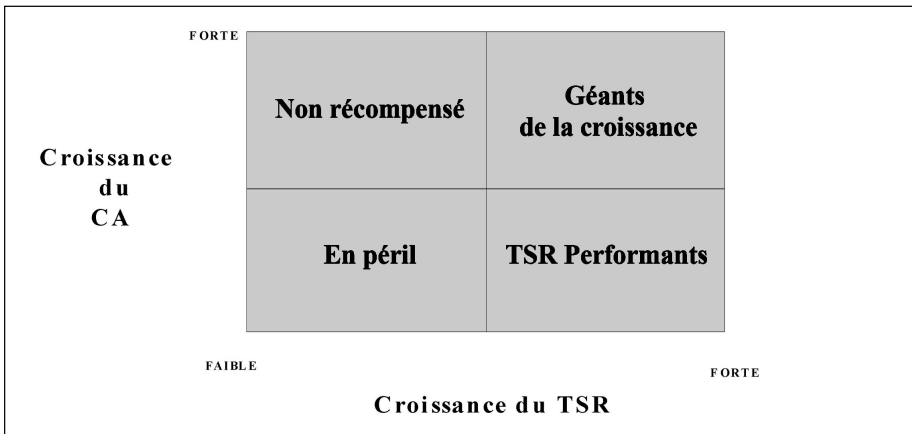 FORTE
Non récompensé
Géants
de la croissance
Croissance
du
CA
En péril
TSR Performants
FAIBLE
FORTE
Croissance du TSR